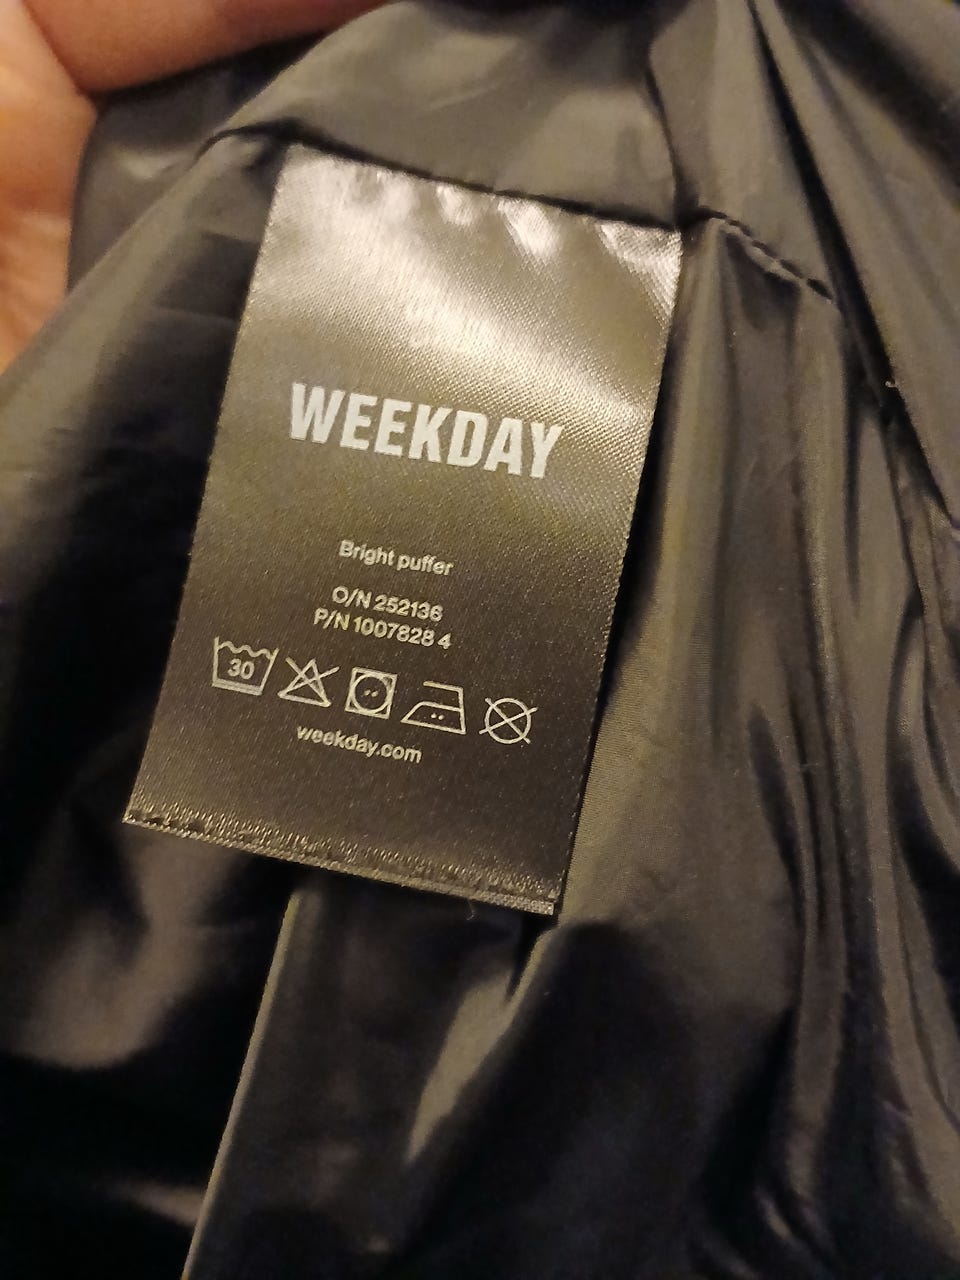 WEEKDAY
Bright puffer
O/N 252136
P/N 1007828 4
30
weekday.com